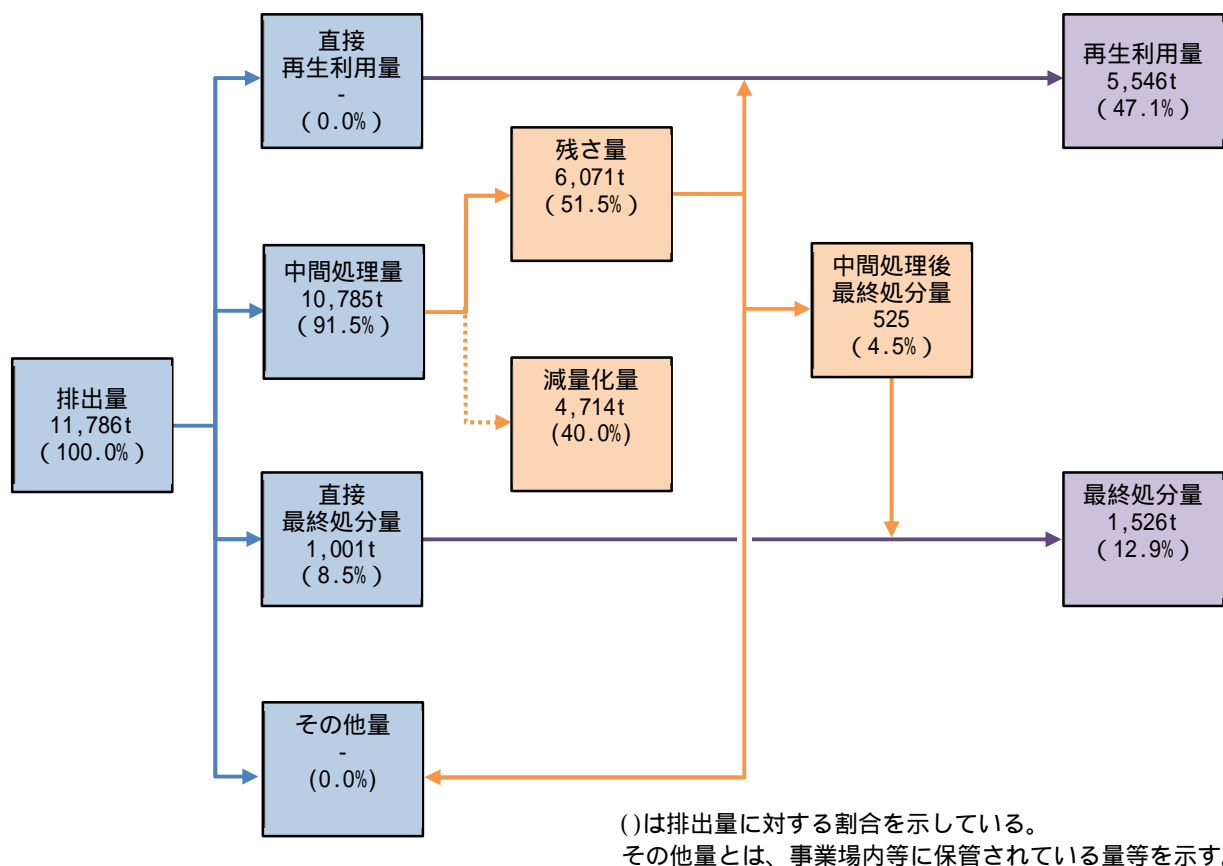 直接
再生利用量
-
(0.0%)
再生利用量
5,546t
(47.1%)
残さ量
6,071t
(51.5%)
中間処理量
10,785t
(91.5%)
中間処理後
最終処分量
525
(4.5%)
減量化量
4,714t
(40.0%)
排出量
11,786t
(100.0%)
直接
最終処分量
1,001t
(8.5%)
最終処分量
1,526t
(12.9%)
その他量
-
(0.0%)
()は排出量に対する割合を示している。
その他量とは、事業場内等に保管されている量等を示す。